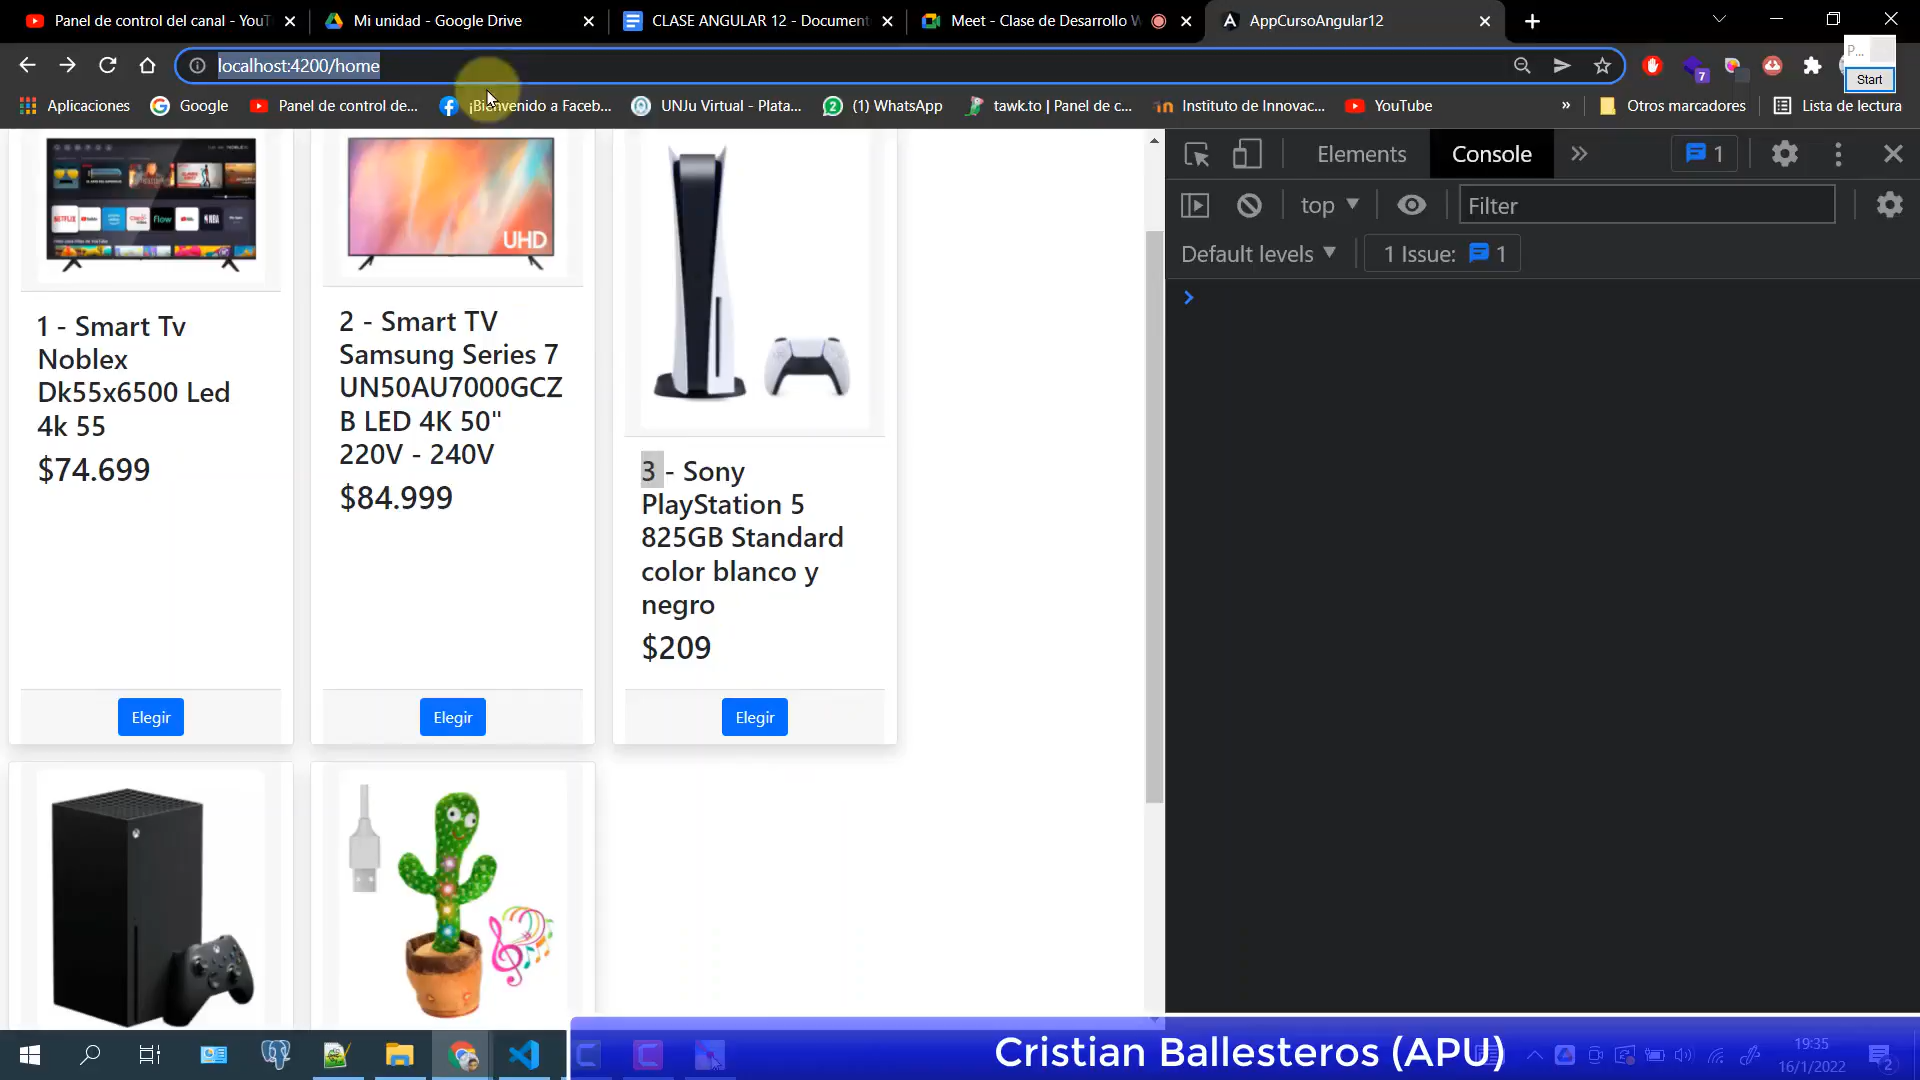 Panel de control del canal - YouT
Mi unidad - Google Drive
CLASE ANGULAR 12 - Document
Meet - Clase de Desarrollo W
AppCursoAngular12
localhost:4200/home
P...
Start
7
Aplicaciones
Google
Panel de control de...
¡Bienvenido a Faceb...
UNJu Virtual - Plata...
(1) WhatsApp
tawk.to | Panel de c...
Instituto de Innovac...
YouTube
»
Otros marcadores
Lista de lectura
UHD
1 - Smart Tv
Noblex
Dk55x6500 Led
4k 55
$74.699
Elegir
2 - Smart TV
Samsung Series 7
UN50AU7000GCZ
B LED 4K 50"
220V - 240V
$84.999
Elegir
3 - Sony
PlayStation 5
825GB Standard
color blanco y
negro
$209
Elegir
Elements
Console
»
1
top
Filter
Default levels
1 Issue: 1
Cristian Ballesteros (APU)
19:35
16/1/2022
2